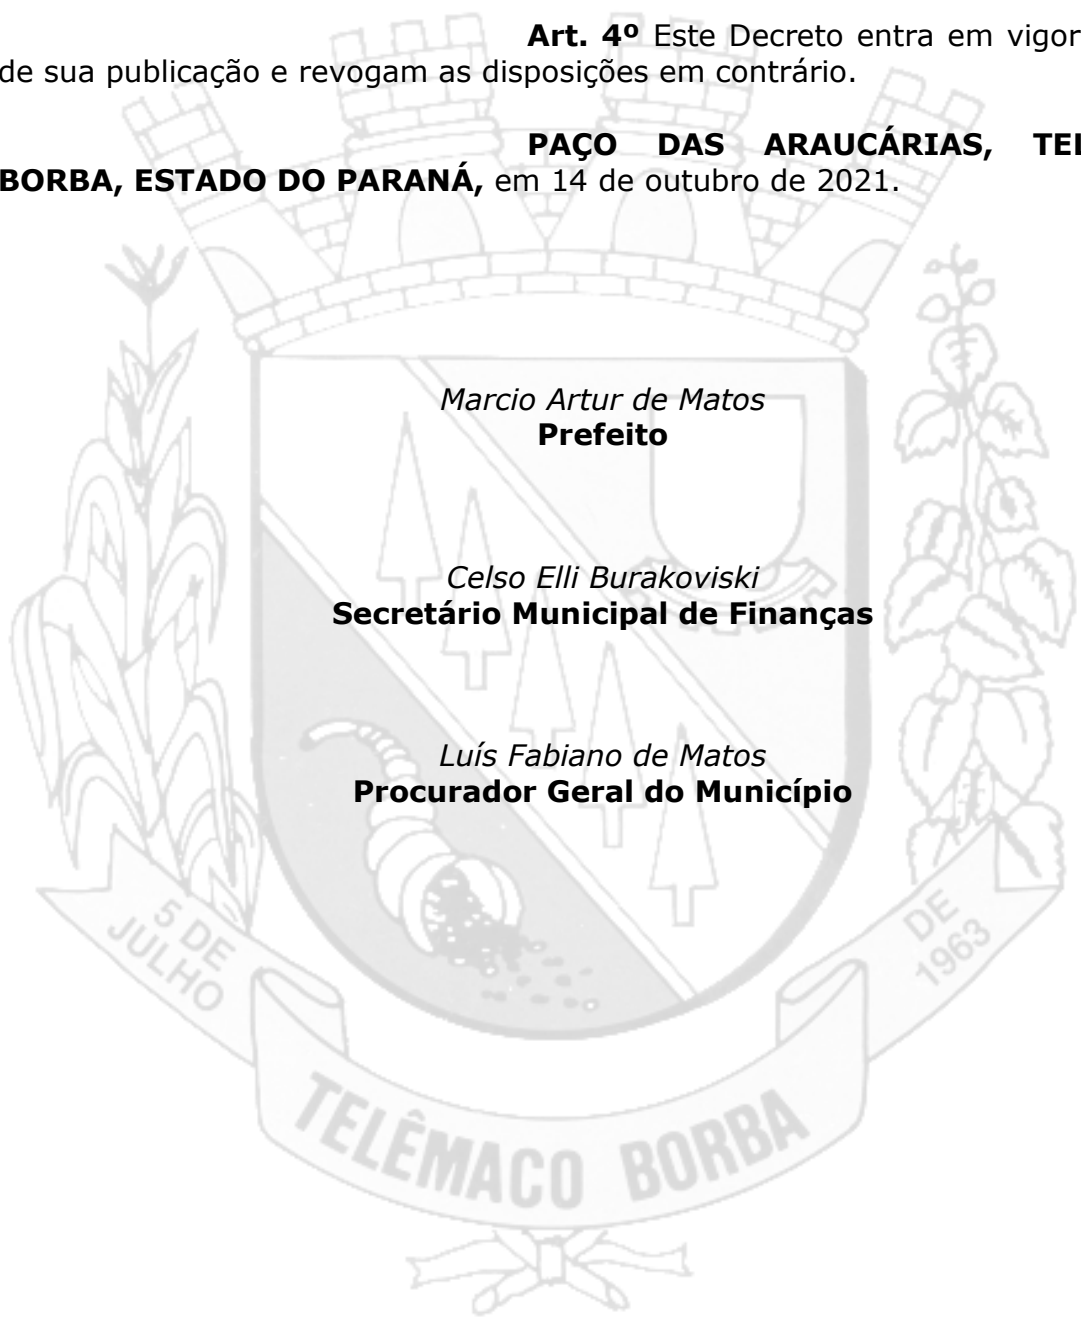 Art. 4º Este Decreto entra em vigor
de sua publicação e revogam as disposições em contrário.
PAÇO DAS ARAUCÁRIAS, TEL
BORBA, ESTADO DO PARANÁ, em 14 de outubro de 2021.
Marcio Artur de Matos
Prefeito
Celso Elli Burakoviski
Secretário Municipal de Finanças
Luís Fabiano de Matos
Procurador Geral do Município
5 DE
JULHO
DE
1963
TELÊMACO BORBA